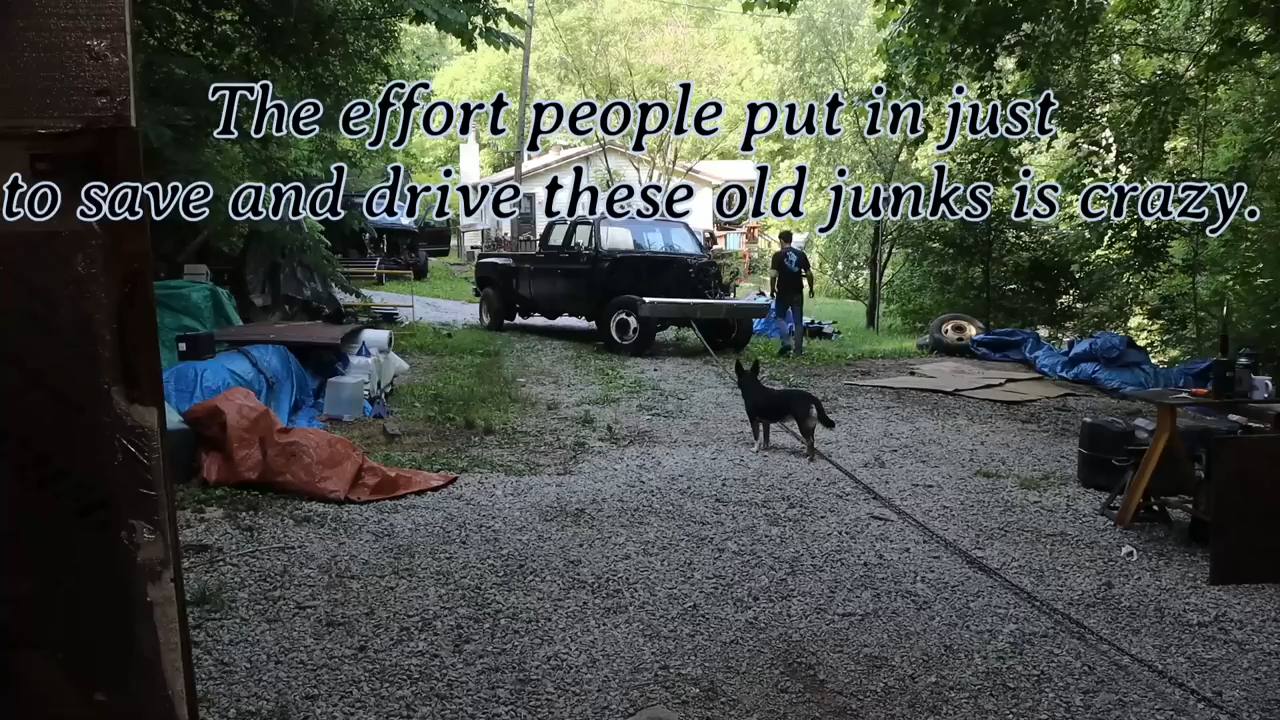 The effort people put in just
to save and drive these old junks is crazy.